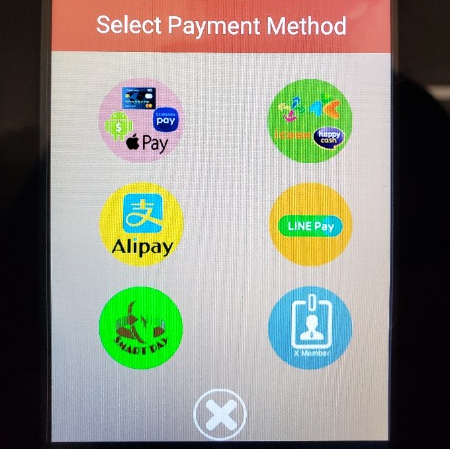 Select Payment Method
SAMSUNG
pay
$
Pay
happy
cash
支
Alipay
LINE Pay
SMART PAY
X Member